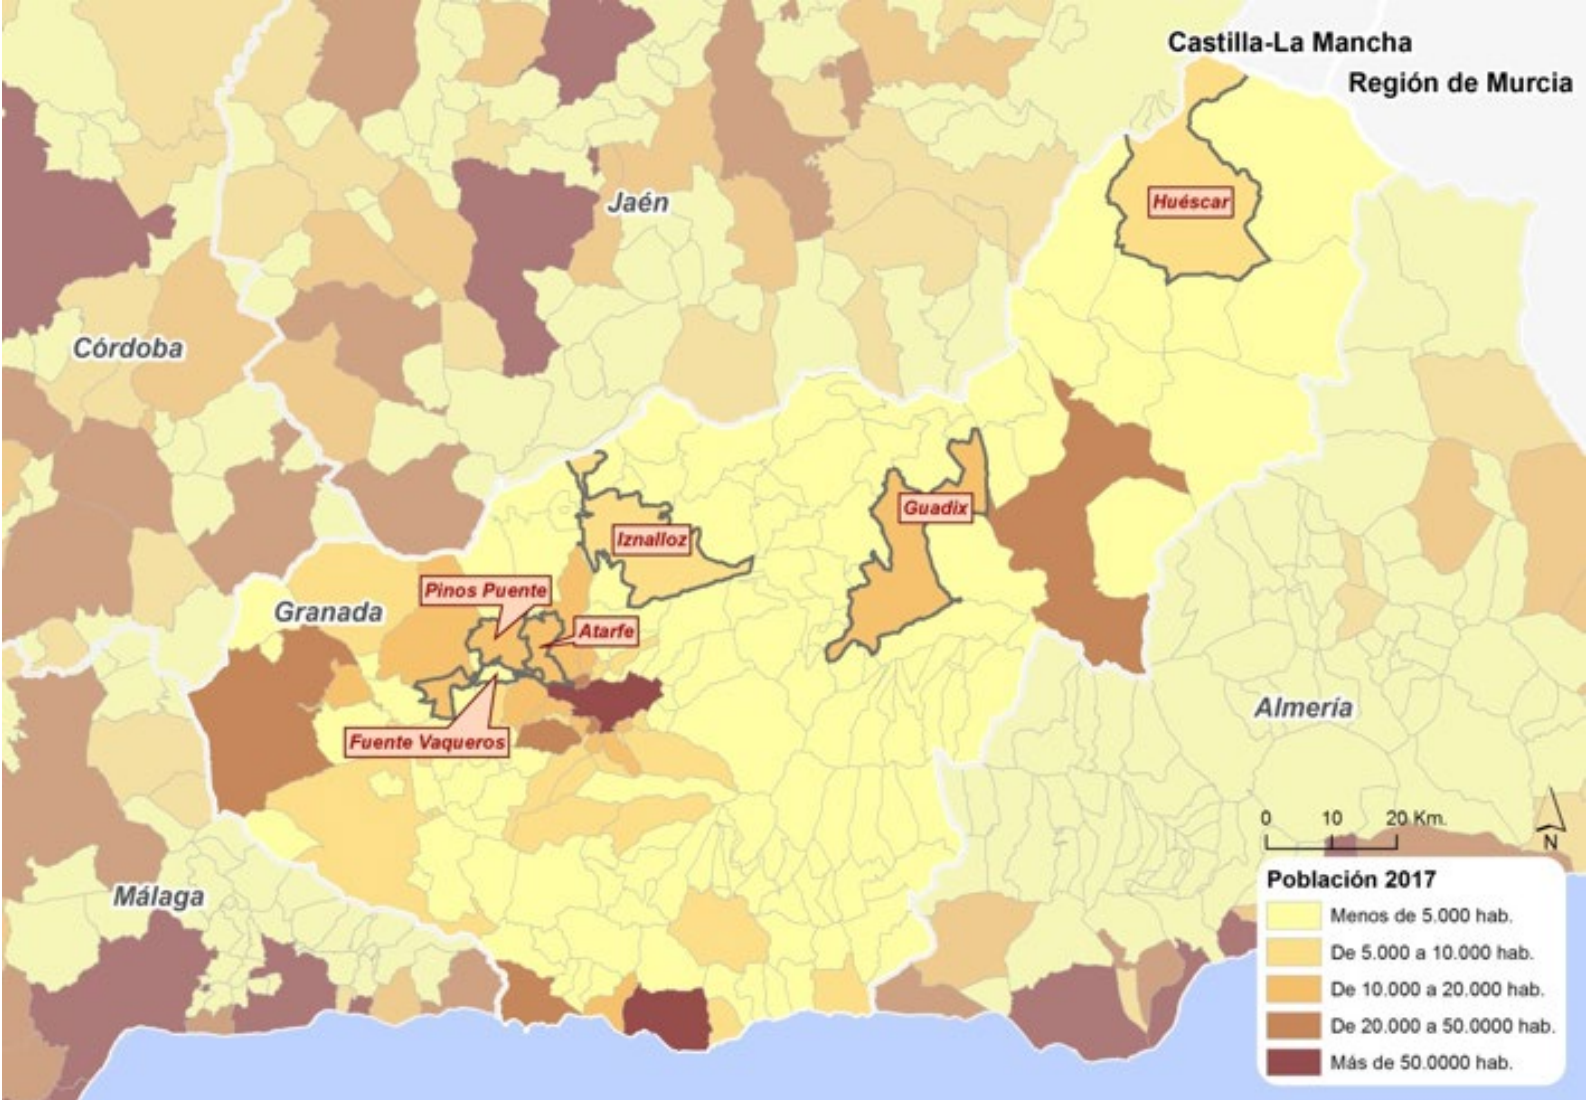 Castilla-La Mancha
Región de Murcia
Huéscar
Jaén
Córdoba
Guadix
Iznalloz
Pinos Puente
Granada
Atarfe
Almería
Fuente Vaqueros
0 10 20 Km.
N
Málaga
Población 2017
Menos de 5.000 hab.
De 5.000 a 10.000 hab.
De 10.000 a 20.000 hab.
De 20.000 a 50.0000 hab.
Más de 50.0000 hab.